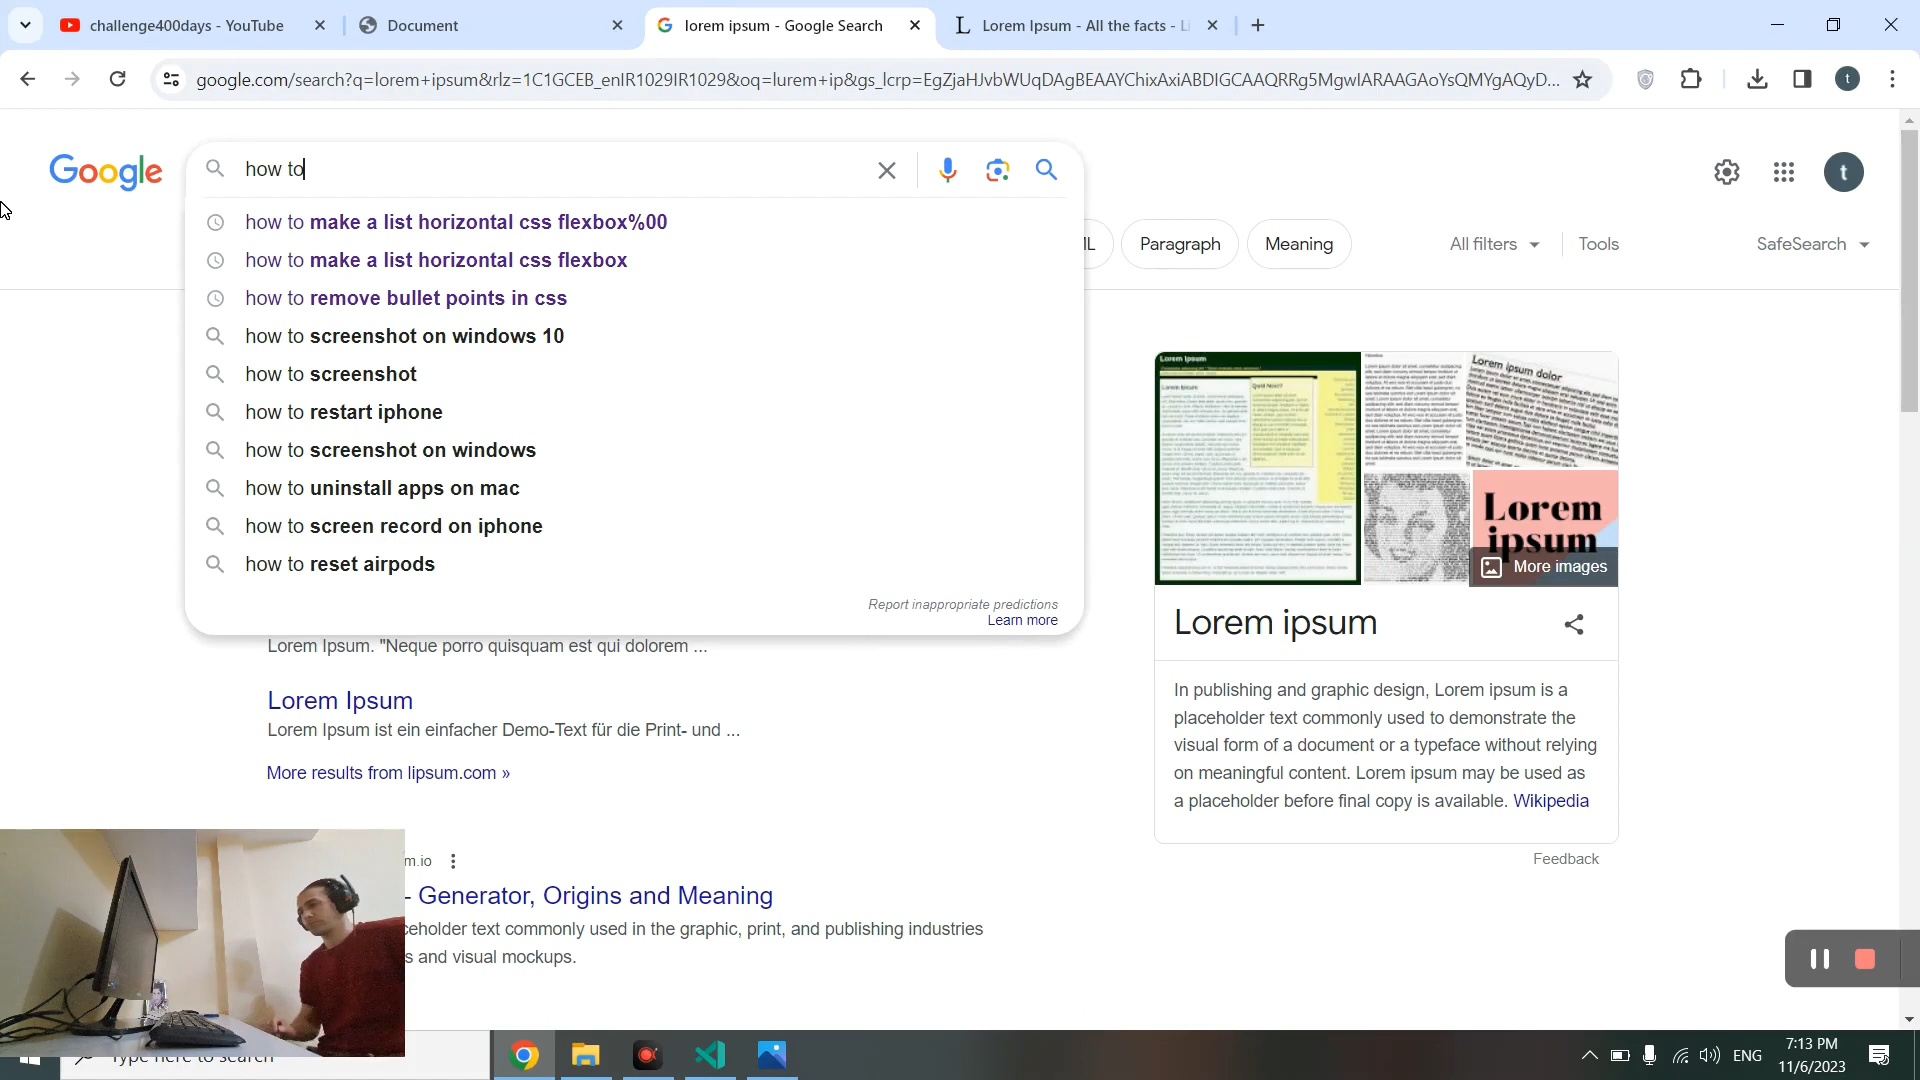 challenge400days - YouTube
Document
lorem ipsum - Google Search
Lorem Ipsum - All the facts - Li
google.com/search?q=lorem+ipsum&rlz=1C1GCEB_enIR1029IR1029&oq=lurem+ip&gs_lcrp=EgZjaHJvbWUqDAgBEAAYChixAxiABDIGCAAQRRg5MgwIARAAGAoYsQMYgAQyD...
t
Google
how to
t
how to make a list horizontal css flexbox%00
how to make a list horizontal css flexbox
how to remove bullet points in css
how to screenshot on windows 10
how to screenshot
how to restart iphone
how to screenshot on windows
how to uninstall apps on mac
how to screen record on iphone
how to reset airpods
Report inappropriate predictions
Learn more
Paragraph
Meaning
All filters
Tools
SafeSearch
Lorem Ipsum. "Neque porro quisquam est qui dolorem ...
Lorem Ipsum
Lorem Ipsum ist ein einfacher Demo-Text für die Print- und ...
More results from lipsum.com »
m.io
- Generator, Origins and Meaning
ceholder text commonly used in the graphic, print, and publishing industries
s and visual mockups.
Lorem Ipsum
Lorem ipsum dolor
Lorem
ipsum
More images
Lorem ipsum
In publishing and graphic design, Lorem ipsum is a
placeholder text commonly used to demonstrate the
visual form of a document or a typeface without relying
on meaningful content. Lorem ipsum may be used as
a placeholder before final copy is available. Wikipedia
Feedback
Type here to search
ENG
7:13 PM
11/6/2023